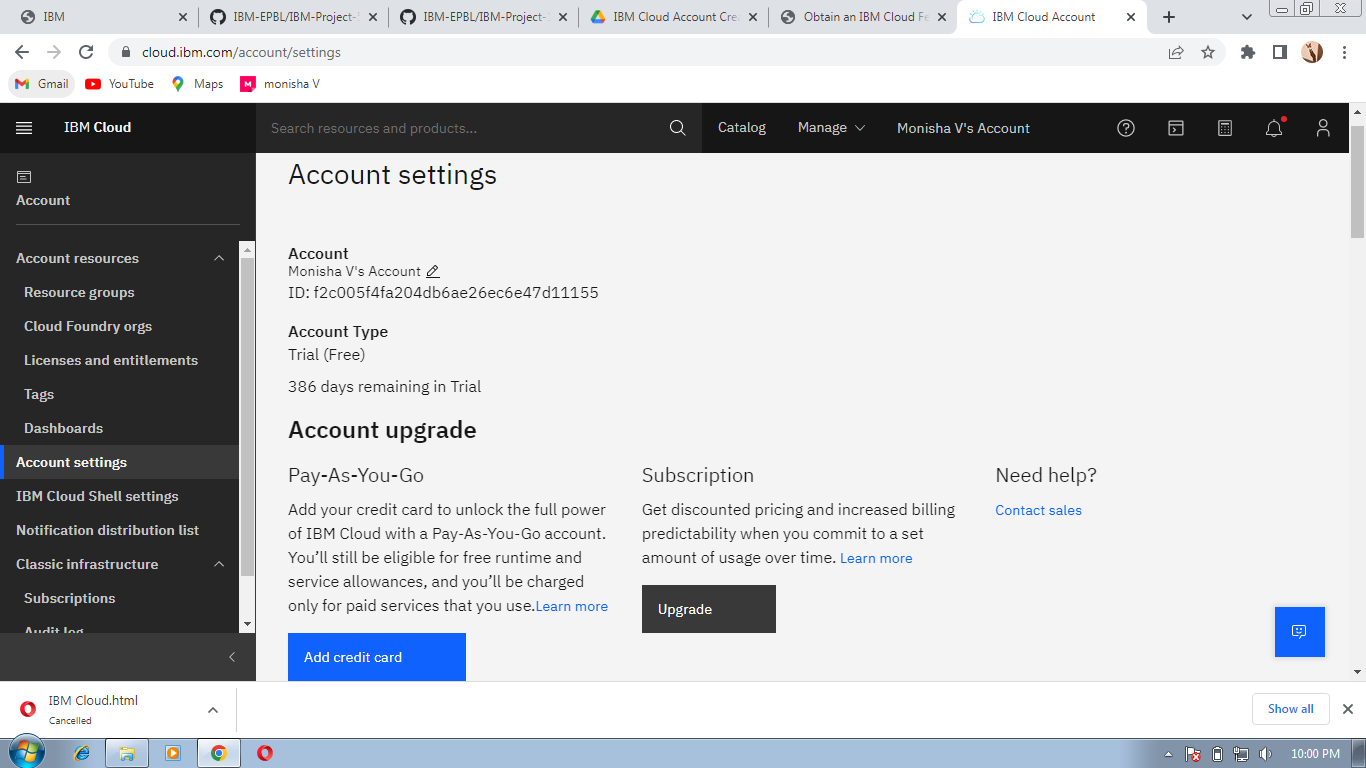 IBM
IBM-EPBL/IBM-Project-
IBM-EPBL/IBM-Project-
IBM Cloud Account Cre
Obtain an IBM Cloud Fe
IBM Cloud Account
cloud.ibm.com/account/settings
Gmail
YouTube
Maps
monisha V
IBM Cloud
Search resources and products...
Catalog
Manage
Monisha V's Account
Account
Account resources
Resource groups
Cloud Foundry orgs
Licenses and entitlements
Tags
Dashboards
Account settings
IBM Cloud Shell settings
Notification distribution list
Classic infrastructure
Subscriptions
Audit log
Account settings
Account
Monisha V's Account
ID: f2c005f4fa204db6ae26ec6e47d11155
Account Type
Trial (Free)
386 days remaining in Trial
Account upgrade
Pay-As-You-Go
Add your credit card to unlock the full power
of IBM Cloud with a Pay-As-You-Go account.
You’ll still be eligible for free runtime and
service allowances, and you’ll be charged
only for paid services that you use.Learn more
Add credit card
Subscription
Get discounted pricing and increased billing
predictability when you commit to a set
amount of usage over time. Learn more
Upgrade
Need help?
Contact sales
IBM Cloud.html
Cancelled
Show all
10:00 PM